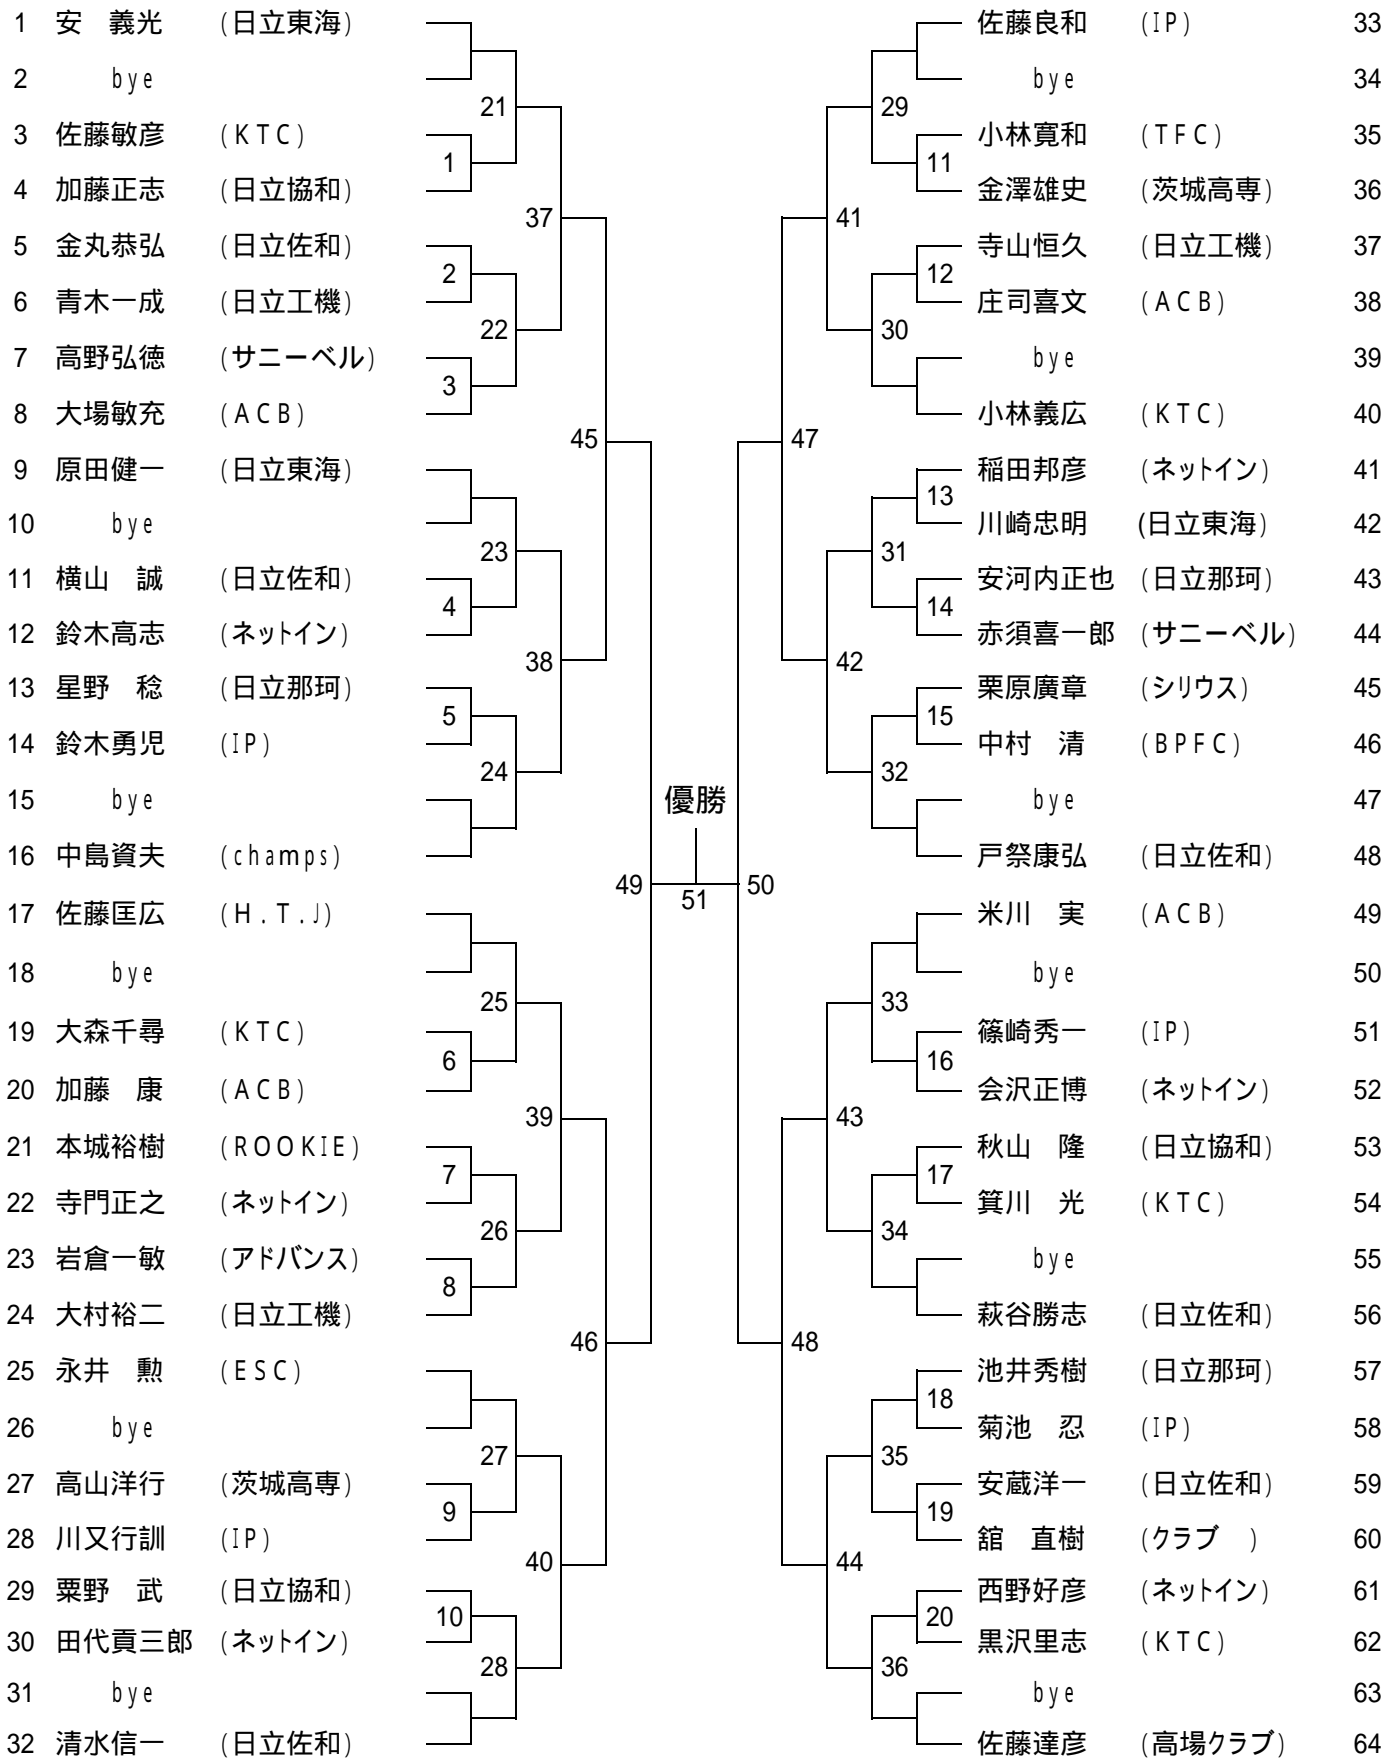 1 安　義光 (日立東海)
2 bye
3 佐藤敏彦 (KTC)
4 加藤正志 (日立協和)
5 金丸恭弘 (日立佐和)
6 青木一成 (日立工機)
7 高野弘徳 (サニーベル)
8 大場敏充 (ACB)
9 原田健一 (日立東海)
10 bye
11 横山　誠 (日立佐和)
12 鈴木高志 (ネットイン)
13 星野　稔 (日立那珂)
14 鈴木勇児 (IP)
15 bye
16 中島資夫 (champs)
17 佐藤匡広 (H.T.J)
18 bye
19 大森千尋 (KTC)
20 加藤　康 (ACB)
21 本城裕樹 (ROOKIE)
22 寺門正之 (ネットイン)
23 岩倉一敏 (アドバンス)
24 大村裕二 (日立工機)
25 永井　勲 (ESC)
26 bye
27 高山洋行 (茨城高専)
28 川又行訓 (IP)
29 粟野　武 (日立協和)
30 田代貢三郎 (ネットイン)
31 bye
32 清水信一 (日立佐和)
1
2
3
4
5
6
7
8
9
10
21
22
23
24
25
26
27
28
37
38
39
40
45
46
49
優勝
51
50
47
48
41
42
43
44
29
30
31
32
33
34
35
36
11
12
13
14
15
16
17
18
19
20
佐藤良和 (IP) 33
bye 34
小林寛和 (TFC) 35
金澤雄史 (茨城高専) 36
寺山恒久 (日立工機) 37
庄司喜文 (ACB) 38
bye 39
小林義広 (KTC) 40
稲田邦彦 (ネットイン) 41
川崎忠明 (日立東海) 42
安河内正也 (日立那珂) 43
赤須喜一郎 (サニーベル) 44
栗原廣章 (シリウス) 45
中村　清 (BPFC) 46
bye 47
戸祭康弘 (日立佐和) 48
米川　実 (ACB) 49
bye 50
篠崎秀一 (IP) 51
会沢正博 (ネットイン) 52
秋山　隆 (日立協和) 53
箕川　光 (KTC) 54
bye 55
萩谷勝志 (日立佐和) 56
池井秀樹 (日立那珂) 57
菊池　忍 (IP) 58
安蔵洋一 (日立佐和) 59
舘　直樹 (クラブ　) 60
西野好彦 (ネットイン) 61
黒沢里志 (KTC) 62
bye 63
佐藤達彦 (高場クラブ) 64